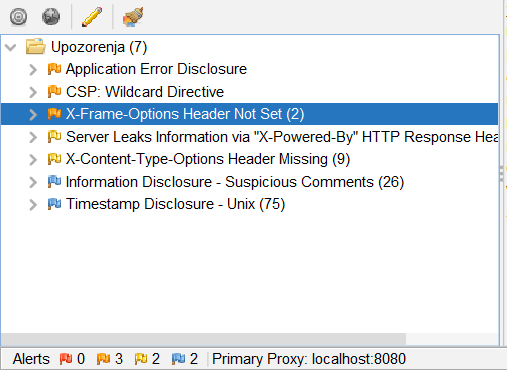 Upozorenja (7)
Application Error Disclosure
CSP: Wildcard Directive
X-Frame-Options Header Not Set (2)
Server Leaks Information via "X-Powered-By" HTTP Response Hea
X-Content-Type-Options Header Missing (9)
Information Disclosure - Suspicious Comments (26)
Timestamp Disclosure - Unix (75)
Alerts 0 3 2 2 Primary Proxy: localhost:8080